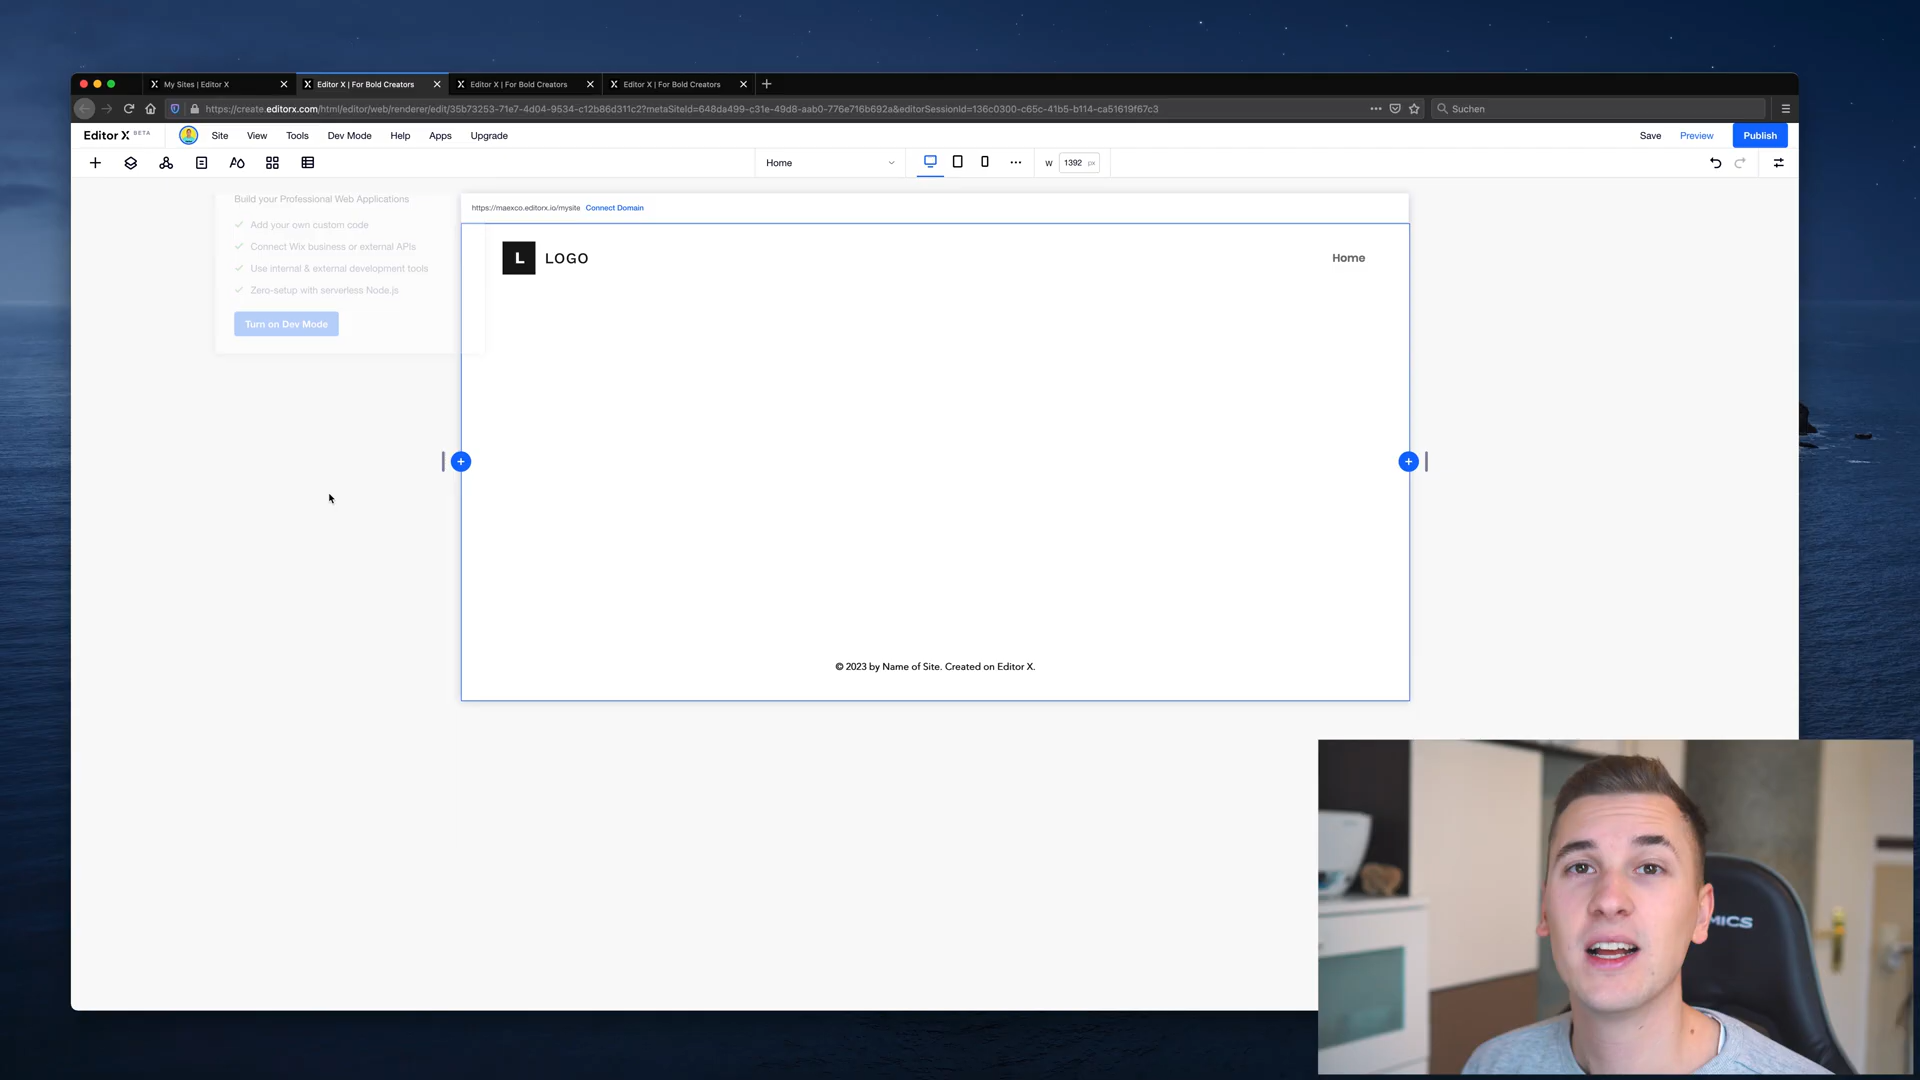 My Sites | Editor X
Editor X | For Bold Creators
Editor X | For Bold Creators
Editor X | For Bold Creators
https://create.editorx.com/html/editor/web/renderer/edit/35b73253-71e7-4d04-9534-c12b86d311c2?metaSiteId=648da499-c31e-49d8-aab0-776e716b692a&editorSessionId=136c0300-c65c-41b5-b114-ca51619f67c3
Suchen
Editor X BETA
Site
View
Tools
Dev Mode
Help
Apps
Upgrade
Save
Preview
Publish
Home
W 1392 px
Build your Professional Web Applications
Add your own custom code
Connect Wix business or external APIs
Use internal & external development tools
Zero-setup with serverless Node.js
Turn on Dev Mode
https://maexco.editorx.io/mysite Connect Domain
L LOGO
Home
© 2023 by Name of Site. Created on Editor X.